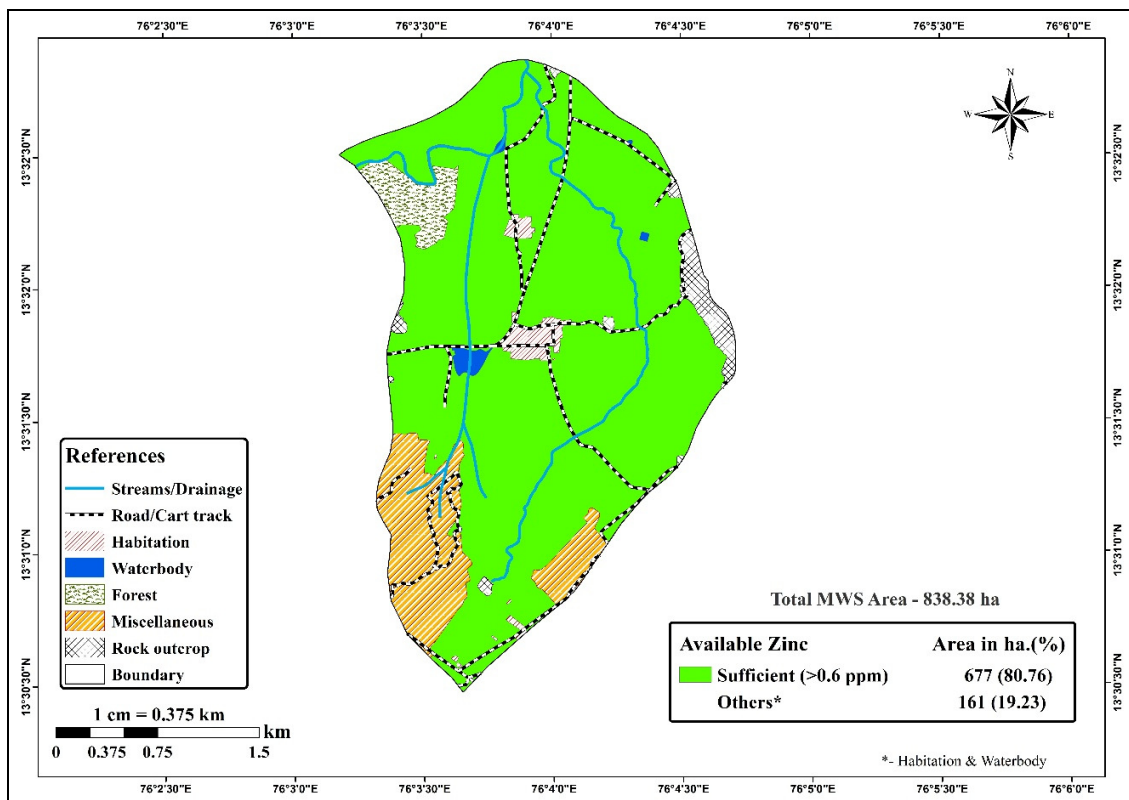 76°2'30"E 76°3'0"E 76°3'30"E 76°4'0"E 76°4'30"E 76°5'0"E 76°5'30"E 76°6'0"E
N
W E
S
13°32'30"N 13°32'30"N
13°32'0"N 13°32'0"N
13°31'30"N 13°31'30"N
13°31'0"N 13°31'0"N
13°30'30"N 13°30'30"N
References
Streams/Drainage
Road/Cart track
Habitation
Waterbody
Forest
Miscellaneous
Rock outcrop
Boundary
1 cm = 0.375 km
km
0 0.375 0.75 1.5
Total MWS Area - 838.38 ha
Available Zinc Area in ha.(%)
Sufficient (>0.6 ppm) 677 (80.76)
Others* 161 (19.23)
*- Habitation & Waterbody
76°2'30"E 76°3'0"E 76°3'30"E 76°4'0"E 76°4'30"E 76°5'0"E 76°5'30"E 76°6'0"E